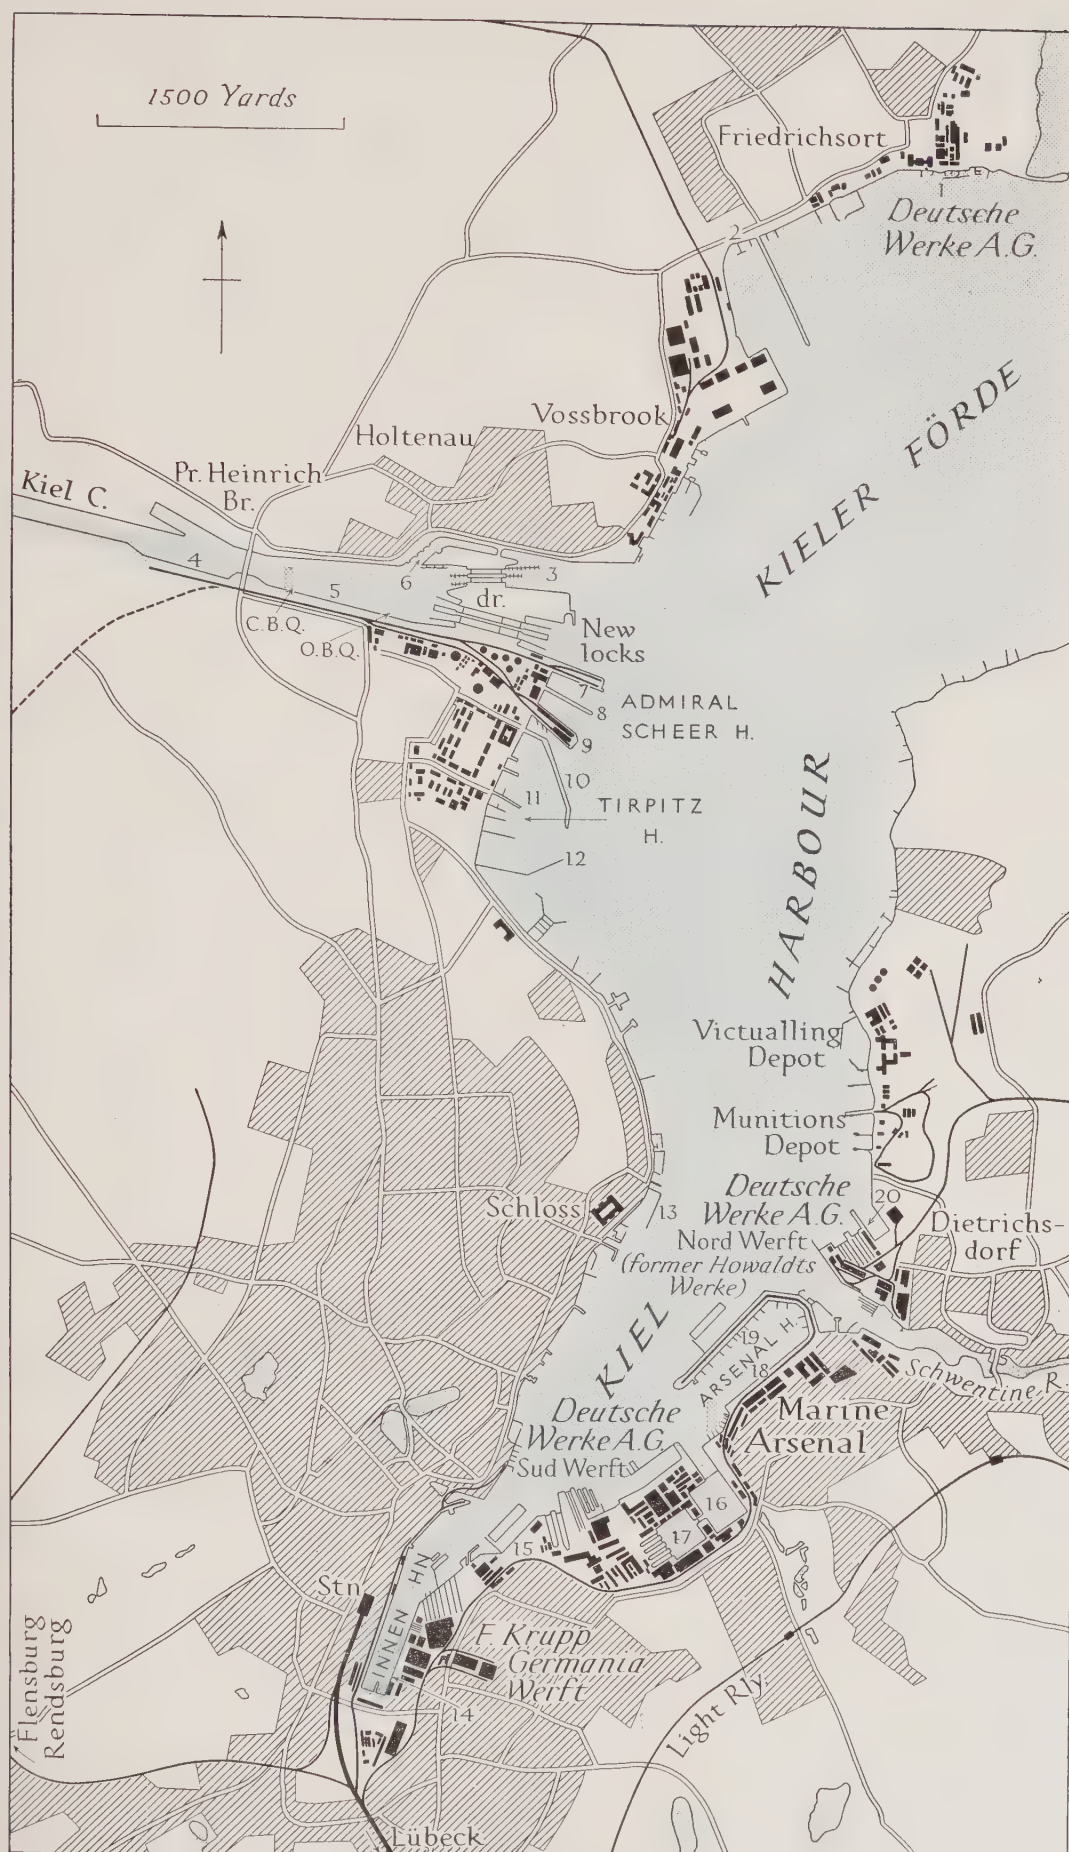 1500 Yards
Friedrichsort
1
Deutsche
Werke A.G.
2
KIELER FÖRDE
Vossbrook
Holtenau
Pr. Heinrich
Br.
Kiel C.
4
5
6
3
dr.
C.B.Q.
O.B.Q.
New
locks
7
8
ADMIRAL
SCHEER H.
9
10
11
TIRPITZ
H.
12
HARBOUR
Victualling
Depot
Munitions
Depot
Schloss
13
Deutsche
Werke A.G.
Nord Werft
(former Howaldts
Werke)
20
Dietrichs-
dorf
KIEL
19
ARSENAL H.
18
Schwentine R.
Marine
Arsenal
Deutsche
Werke A.G.
Sud Werft
16
17
15
Stn
BINNEN HN
F. Krupp
Germania
Werft
14
Light Rly
Flensburg
Rendsburg
Lübeck